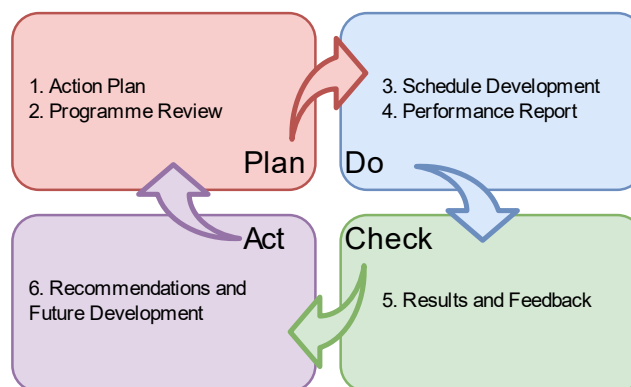 1. Action Plan
2. Programme Review
Plan
3. Schedule Development
4. Performance Report
Do
Act
6. Recommendations and
Future Development
Check
5. Results and Feedback